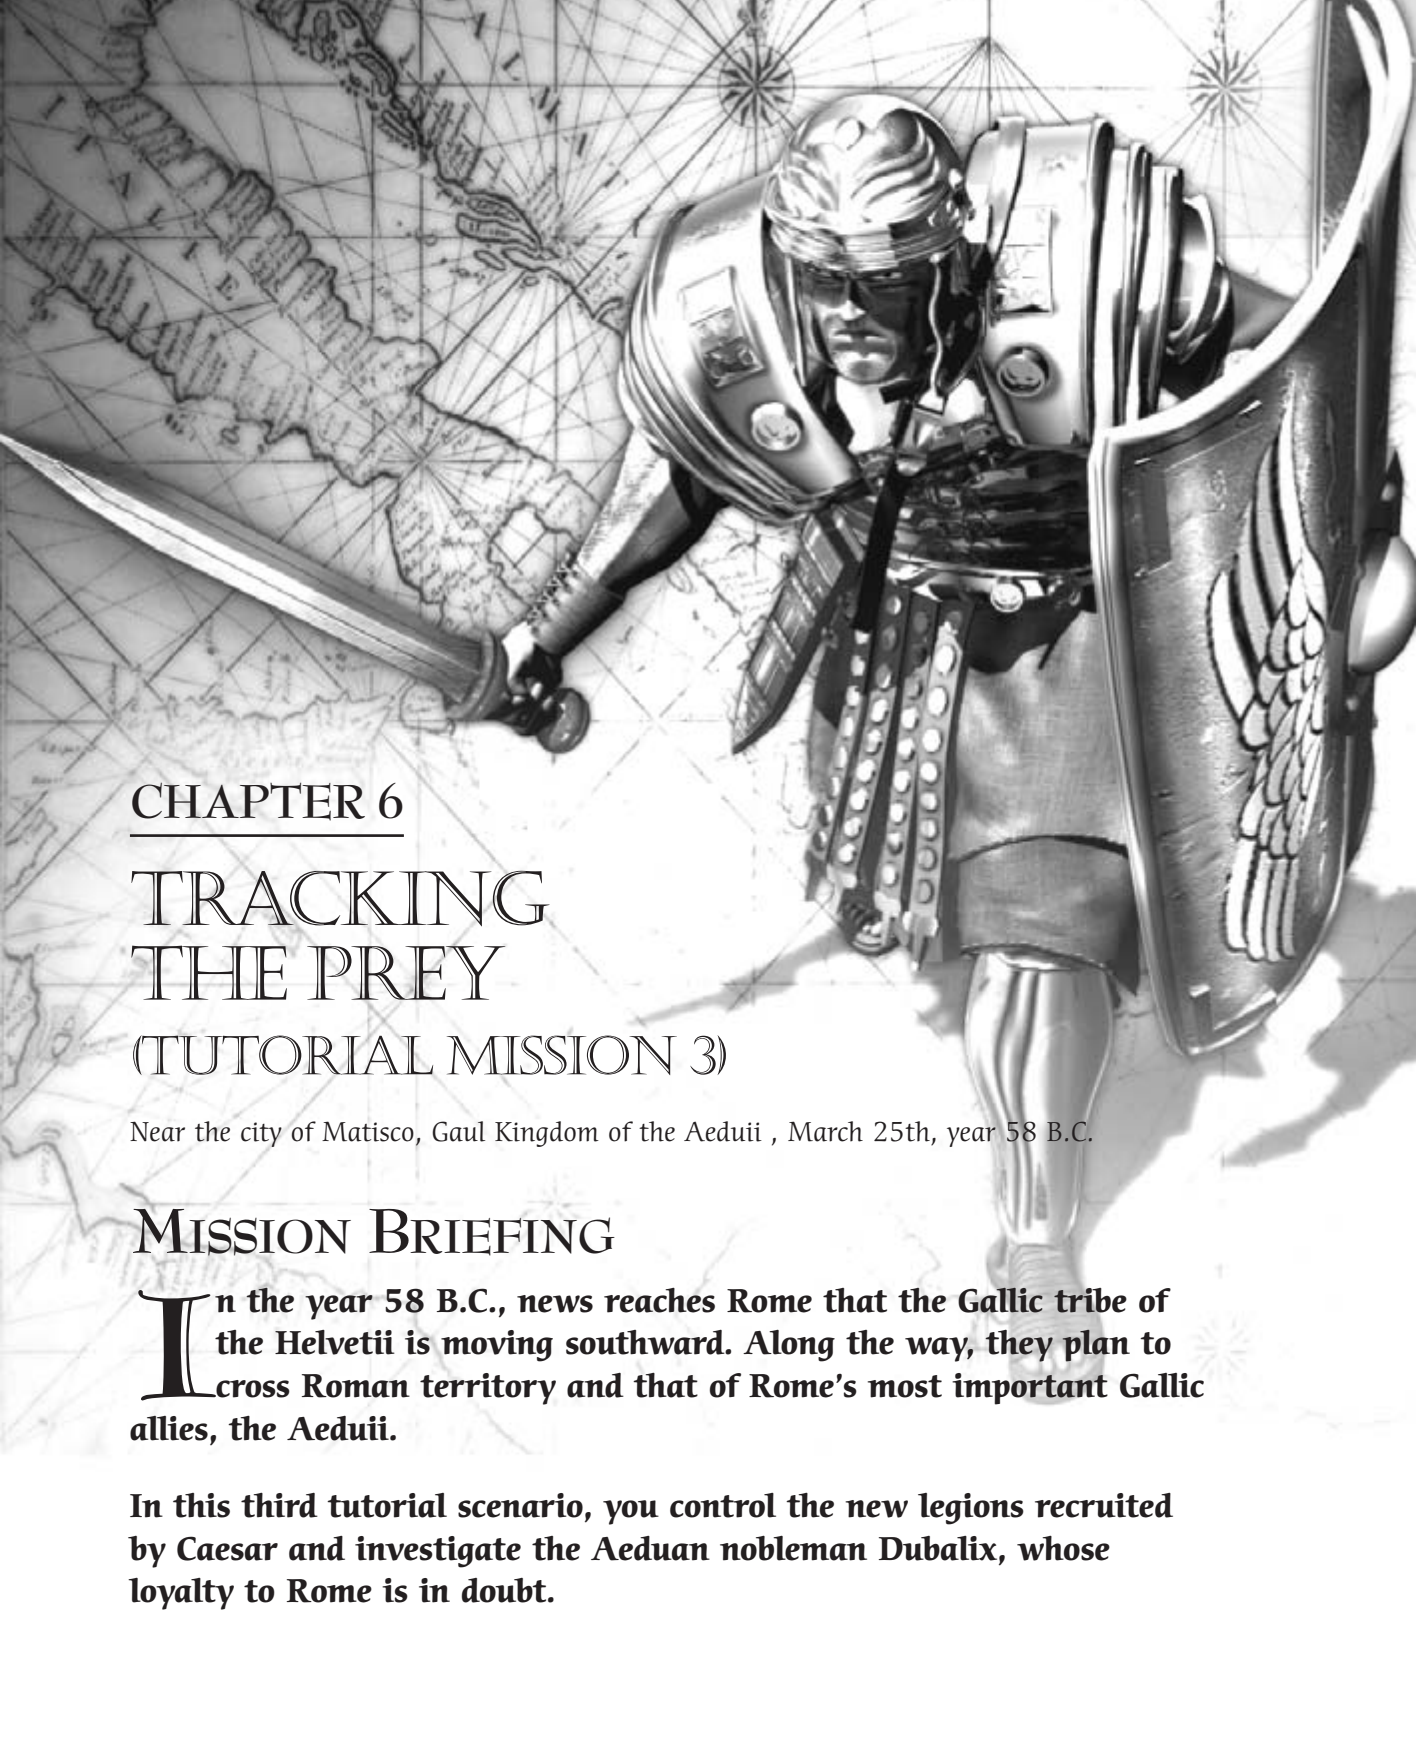 DALMAT
ITALIE
CHAPTER 6
TRACKING
THE PREY
(TUTORIAL MISSION 3)
Near the city of Matisco, Gaul Kingdom of the Aeduii , March 25th, year 58 B.C.
MISSION BRIEFING
In the year 58 B.C., news reaches Rome that the Gallic tribe of
the Helvetii is moving southward. Along the way, they plan to
cross Roman territory and that of Rome's most important Gallic
allies, the Aeduii.
In this third tutorial scenario, you control the new legions recruited
by Caesar and investigate the Aeduan nobleman Dubalix, whose
loyalty to Rome is in doubt.